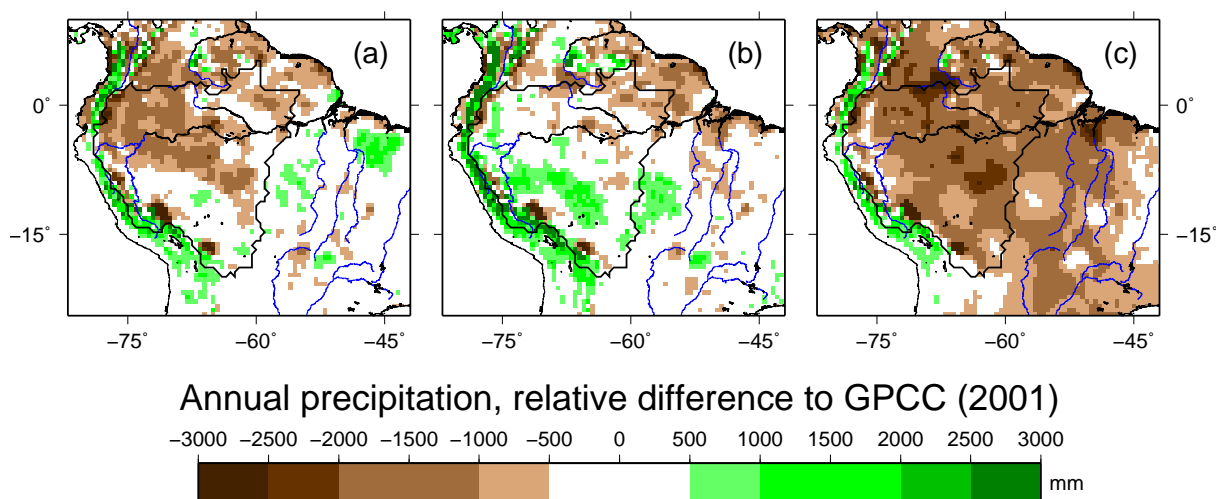 (a) (b) (c)
0° 0°
−15° −15°
−75° −60° −45° −75° −60° −45° −75° −60° −45°
Annual precipitation, relative difference to GPCC (2001)
−3000 −2500 −2000 −1500 −1000 −500 0 500 1000 1500 2000 2500 3000
mm